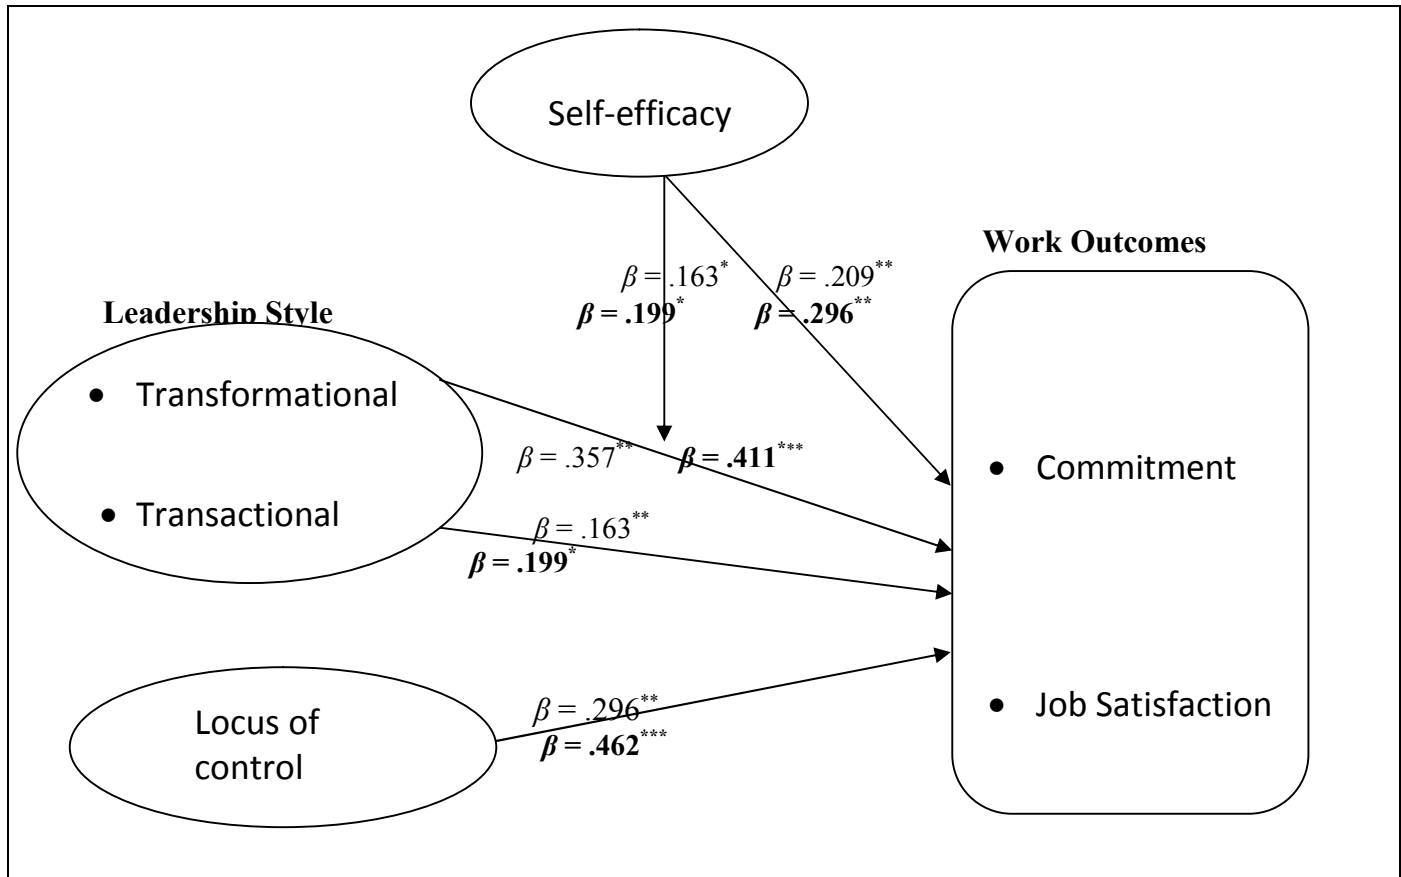 Self-efficacy
Work Outcomes
β = .163* β = .209**
β = .199* β = .296**
Leadership Style
• Transformational
β = .357** β = .411***
• Commitment
• Transactional
β = .163**
β = .199*
Locus of
control
β = .296**
β = .462***
• Job Satisfaction